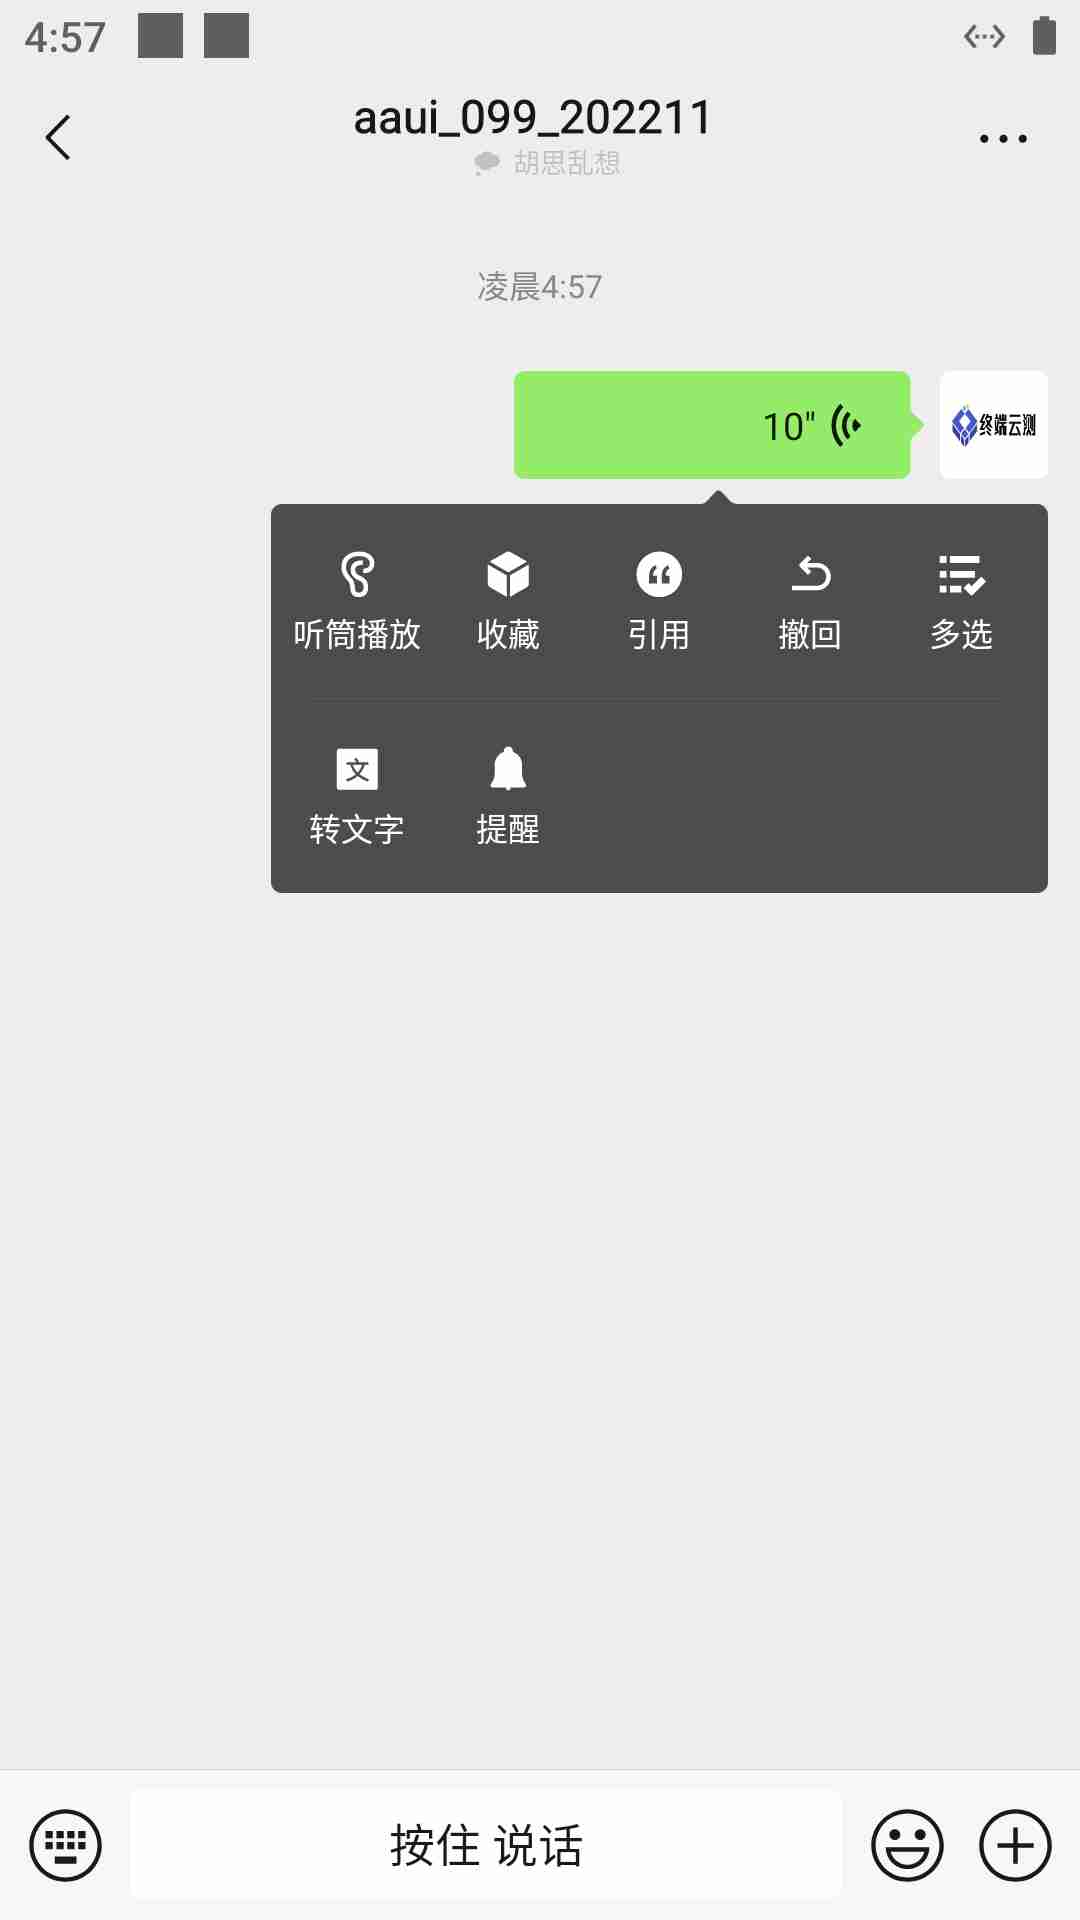 4:57
aaui_099_202211
胡思乱想
凌晨4:57
10"
终端云测
听筒播放 收藏 引用 撤回 多选
文
转文字 提醒
按住 说话